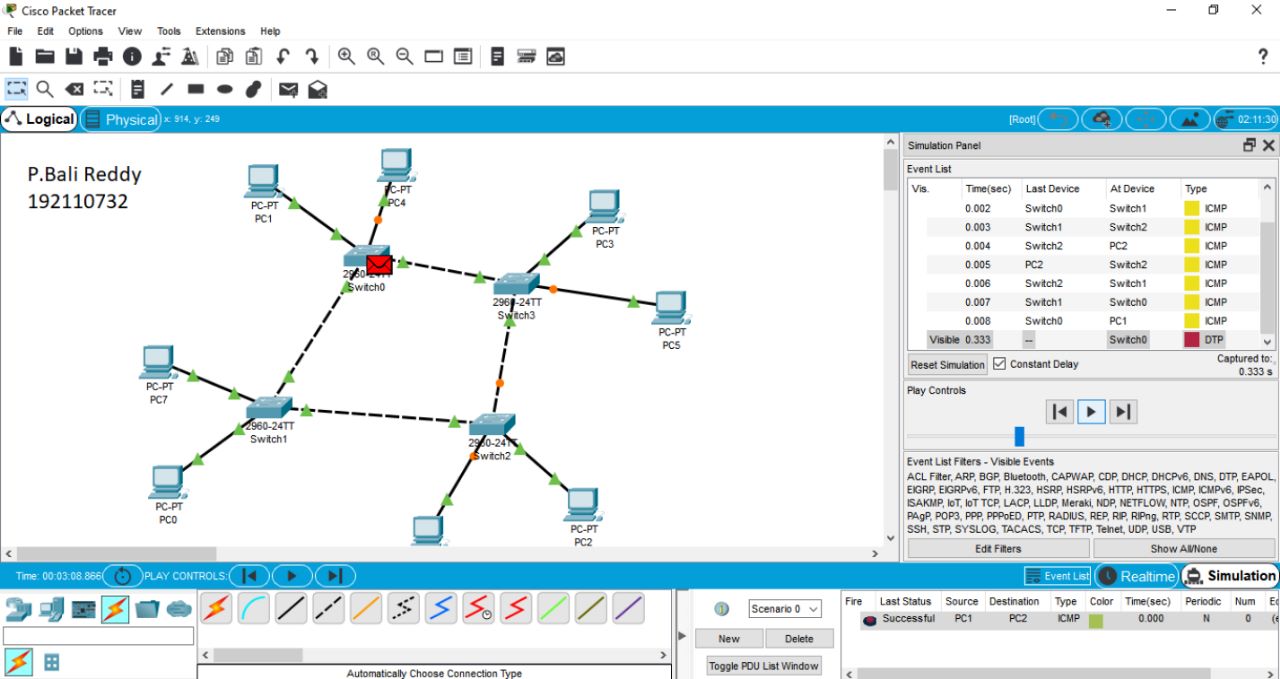 Cisco Packet Tracer
File Edit Options View Tools Extensions Help
?
Logical Physical x: 914, y: 249 [Root] 02:11:30
P.Bali Reddy
192110732
PC-PT
PC1
PC-PT
PC4
PC-PT
PC3
2960-24TT
Switch0
2960-24TT
Switch3
PC-PT
PC5
PC-PT
PC7
2960-24TT
Switch1
2960-24TT
Switch2
PC-PT
PC0
PC-PT
PC2
Simulation Panel
Event List
Vis. Time(sec) Last Device At Device Type
0.002 Switch0 Switch1 ICMP
0.003 Switch1 Switch2 ICMP
0.004 Switch2 PC2 ICMP
0.005 PC2 Switch2 ICMP
0.006 Switch2 Switch1 ICMP
0.007 Switch1 Switch0 ICMP
0.008 Switch0 PC1 ICMP
Visible 0.333 -- Switch0 DTP
Reset Simulation Constant Delay Captured to:
0.333 s
Play Controls
Event List Filters - Visible Events
ACL Filter, ARP, BGP, Bluetooth, CAPWAP, CDP, DHCP, DHCPv6, DNS, DTP, EAPOL,
EIGRP, EIGRPv6, FTP, H.323, HSRP, HSRPv6, HTTP, HTTPS, ICMP, ICMPv6, IPSec,
ISAKMP, IoT, IoT TCP, LACP, LLDP, Meraki, NDP, NETFLOW, NTP, OSPF, OSPFv6,
PAgP, POP3, PPP, PPPoED, PTP, RADIUS, REP, RIP, RIPng, RTP, SCCP, SMTP, SNMP,
SSH, STP, SYSLOG, TACACS, TCP, TFTP, Telnet, UDP, USB, VTP
Edit Filters Show All/None
Time: 00:03:08.866 PLAY CONTROLS: Event List Realtime Simulation
Scenario 0
New Delete
Toggle PDU List Window
Fire Last Status Source Destination Type Color Time(sec) Periodic Num
Successful PC1 PC2 ICMP 0.000 N 0
Automatically Choose Connection Type